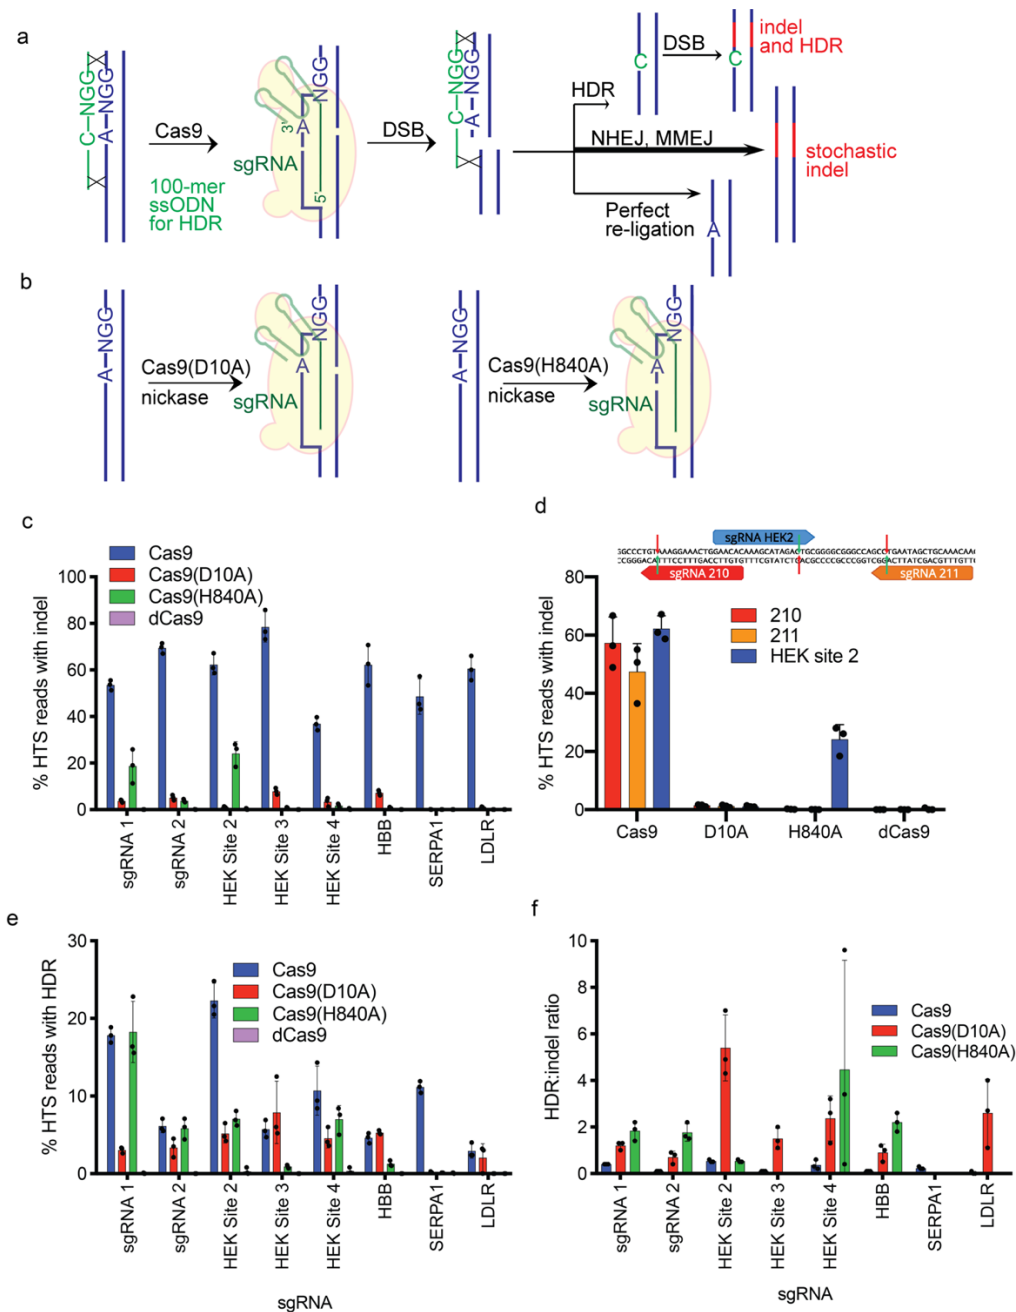 a
C-NGG
A-NGG
Cas9
100-mer
ssODN
for HDR
NGG
A
3'
sgRNA
5'
DSB
C-NGG
A-NGG
HDR
C
DSB
C
indel
and HDR
NHEJ, MMEJ
stochastic
indel
Perfect
re-ligation
A
b
A-NGG
Cas9(D10A)
nickase
NGG
A
sgRNA
A-NGG
Cas9(H840A)
nickase
NGG
A
sgRNA
c
Cas9
Cas9(D10A)
Cas9(H840A)
dCas9
% HTS reads with indel
100
80
60
40
20
0
sgRNA 1
sgRNA 2
HEK Site 2
HEK Site 3
HEK Site 4
HBB
SERPA1
LDLR
d
sgRNA HEK2
sgRNA 210
sgRNA 211
% HTS reads with indel
80
60
40
20
0
210
211
HEK site 2
Cas9
D10A
H840A
dCas9
e
% HTS reads with HDR
30
20
10
0
Cas9
Cas9(D10A)
Cas9(H840A)
dCas9
sgRNA 1
sgRNA 2
HEK Site 2
HEK Site 3
HEK Site 4
HBB
SERPA1
LDLR
sgRNA
f
HDR:indel ratio
10
8
6
4
2
0
Cas9
Cas9(D10A)
Cas9(H840A)
sgRNA 1
sgRNA 2
HEK Site 2
HEK Site 3
HEK Site 4
HBB
SERPA1
LDLR
sgRNA